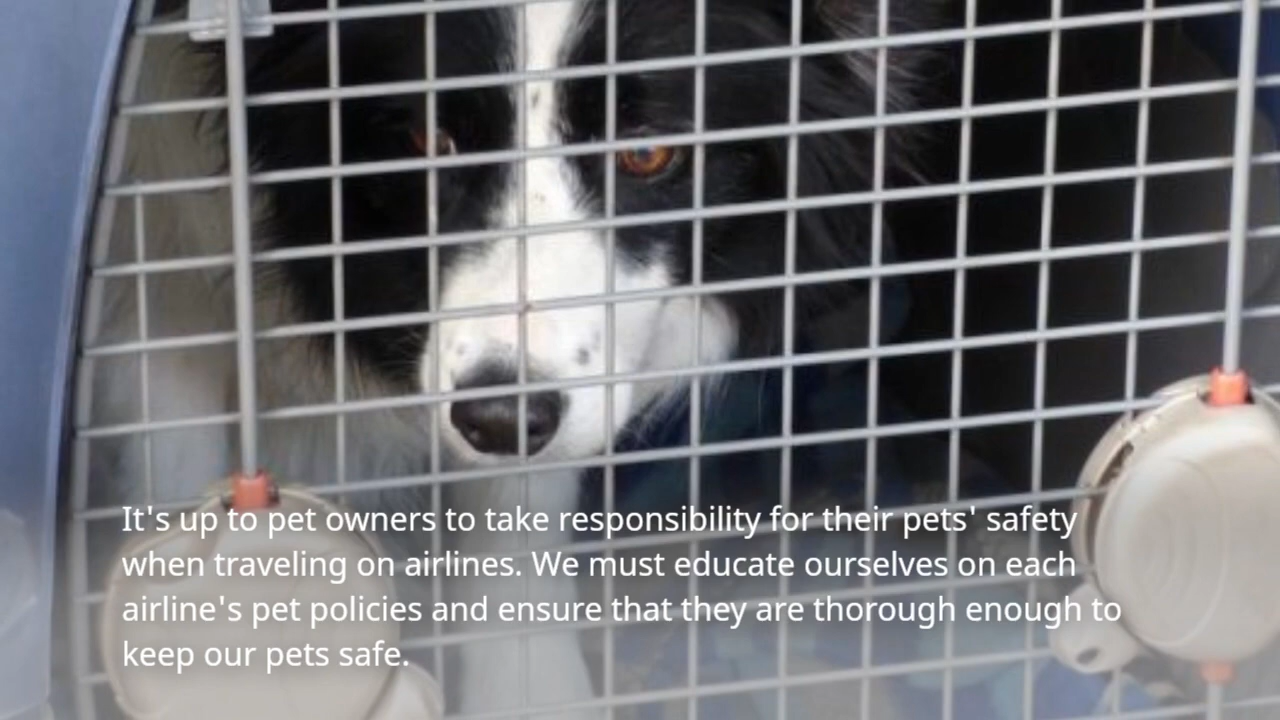 It's up to pet owners to take responsibility for their pets' safety
when traveling on airlines. We must educate ourselves on each
airline's pet policies and ensure that they are thorough enough to
keep our pets safe.